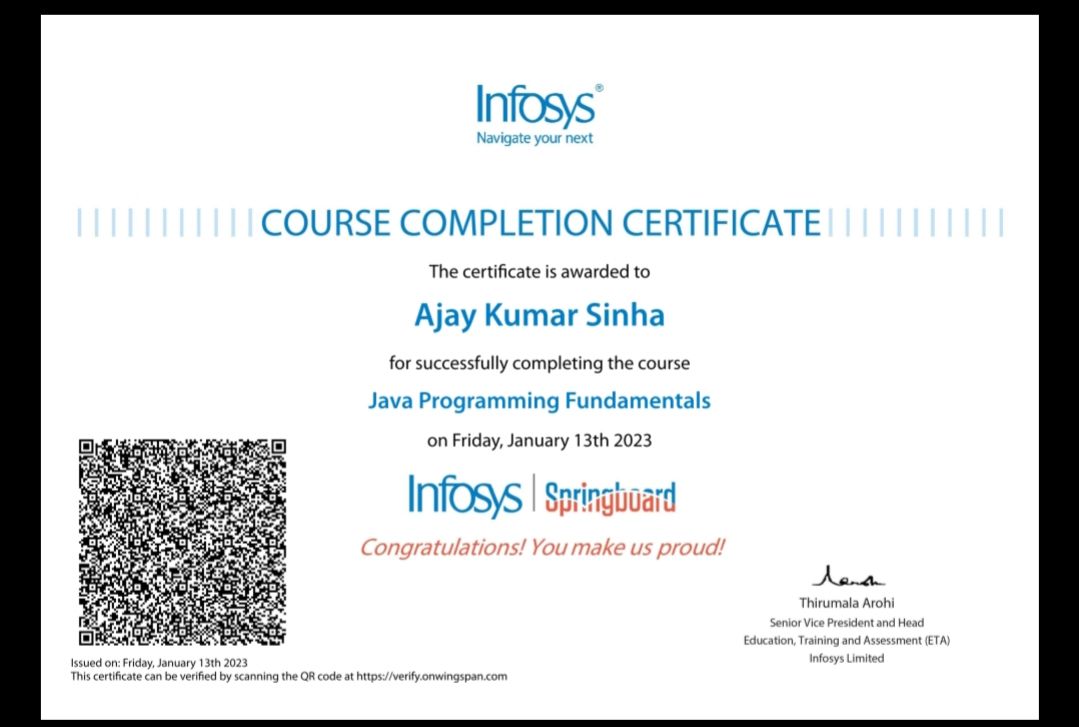 Infosys®
Navigate your next
COURSE COMPLETION CERTIFICATE
The certificate is awarded to
Ajay Kumar Sinha
for successfully completing the course
Java Programming Fundamentals
on Friday, January 13th 2023
Infosys | Springboard
Congratulations! You make us proud!
Thirumala Arohi
Senior Vice President and Head
Education, Training and Assessment (ETA)
Infosys Limited
Issued on: Friday, January 13th 2023
This certificate can be verified by scanning the QR code at https://verify.onwingspan.com